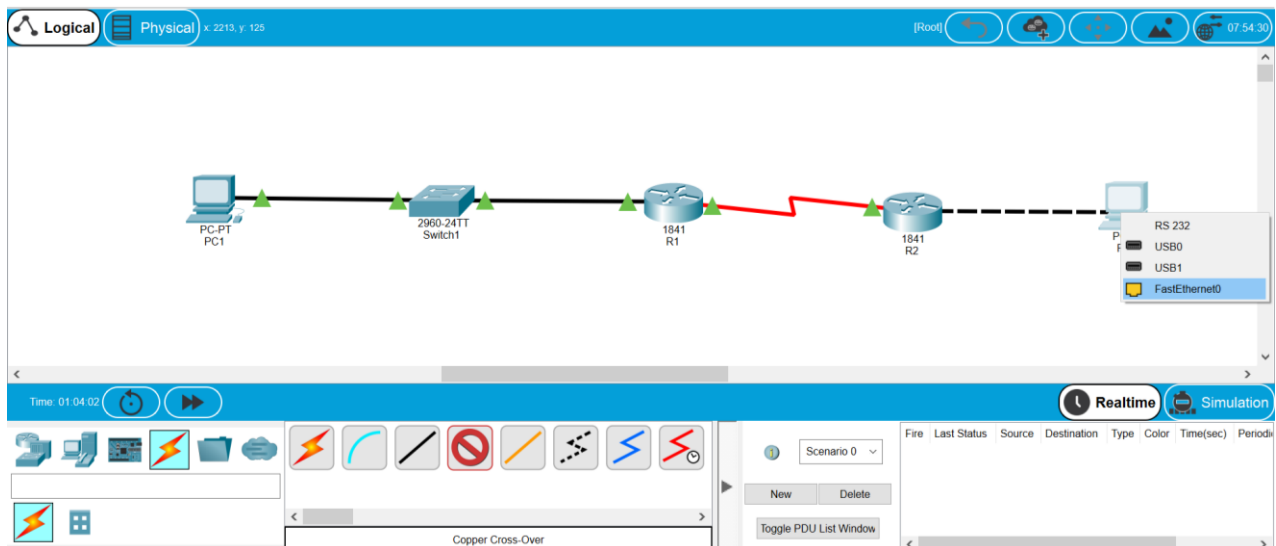 Logical
Physical
x: 2213, y: 125
[Root]
07:54:30
PC-PT
PC1
2960-24TT
Switch1
1841
R1
1841
R2
RS 232
USB0
USB1
FastEthernet0
Time: 01:04:02
Realtime
Simulation
Scenario 0
New
Delete
Toggle PDU List Window
Fire Last Status Source Destination Type Color Time(sec) Periodi
Copper Cross-Over